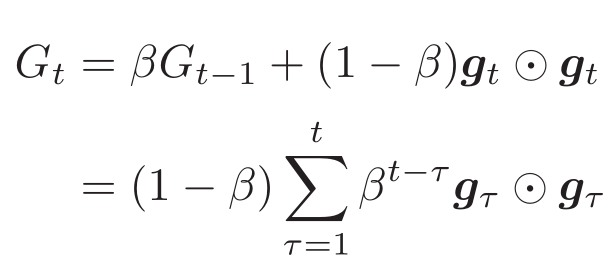 G_t = βG_{t−1} + (1 − β)𝒈_t ⊙ 𝒈_t
= (1 − β) ∑_{τ=1}^{t} β^{t−τ} 𝒈_τ ⊙ 𝒈_τ